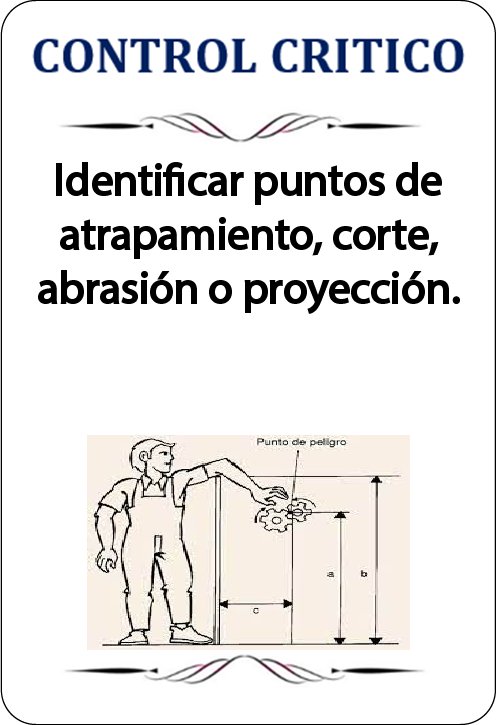 CONTROL CRITICO
Identificar puntos de
atrapamiento, corte,
abrasión o proyección.
Punto de peligro
a
b
c